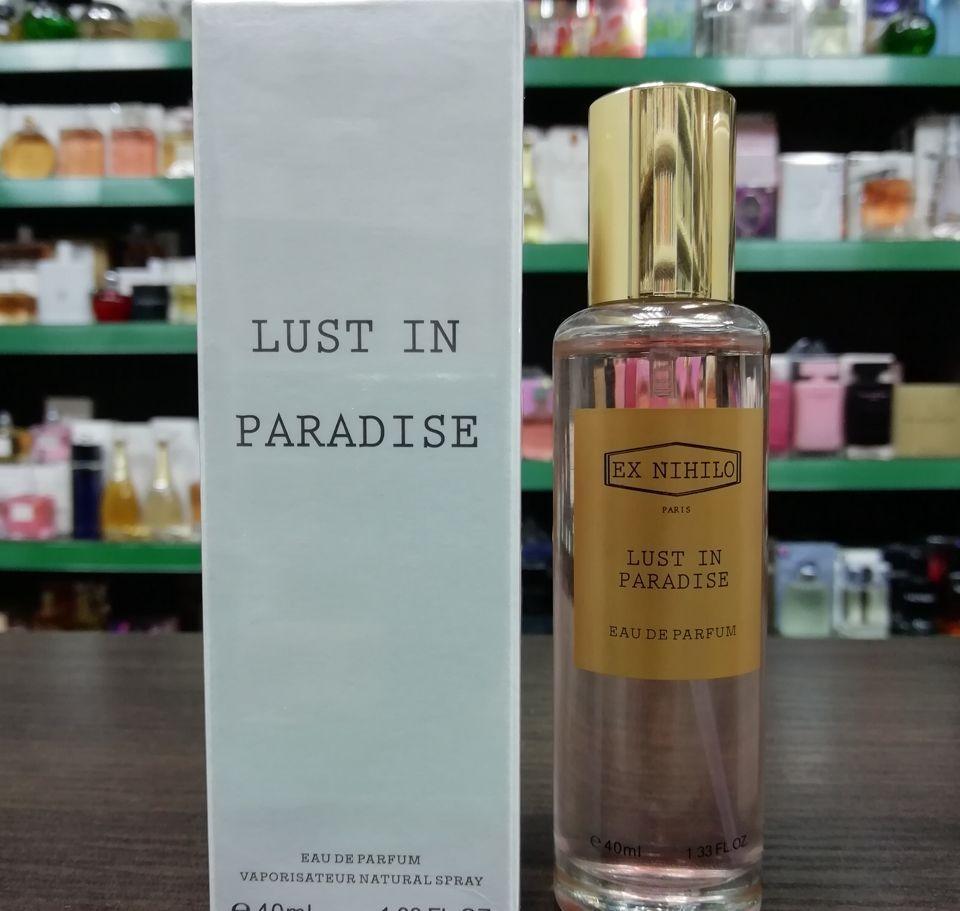 LUST IN
PARADISE
EAU DE PARFUM
VAPORISATEUR NATURAL SPRAY
EX NIHILO
PARIS
LUST IN
PARADISE
EAU DE PARFUM
℮40ml 1.33 FL.OZ